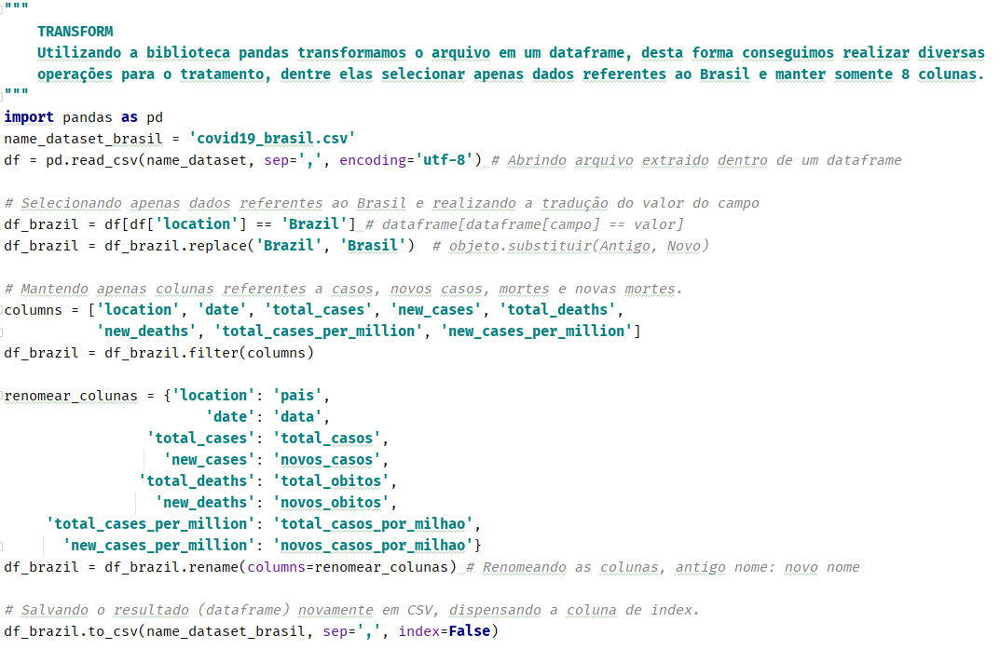 """
    TRANSFORM
    Utilizando a biblioteca pandas transformamos o arquivo em um dataframe, desta forma conseguimos realizar diversas
    operações para o tratamento, dentre elas selecionar apenas dados referentes ao Brasil e manter somente 8 colunas.
"""
import pandas as pd
name_dataset_brasil = 'covid19_brasil.csv'
df = pd.read_csv(name_dataset, sep=',', encoding='utf-8') # Abrindo arquivo extraido dentro de um dataframe

# Selecionando apenas dados referentes ao Brasil e realizando a tradução do valor do campo
df_brazil = df[df['location'] == 'Brazil'] # dataframe[dataframe[campo] == valor]
df_brazil = df_brazil.replace('Brazil', 'Brasil')  # objeto.substituir(Antigo, Novo)

# Mantendo apenas colunas referentes a casos, novos casos, mortes e novas mortes.
columns = ['location', 'date', 'total_cases', 'new_cases', 'total_deaths',
           'new_deaths', 'total_cases_per_million', 'new_cases_per_million']
df_brazil = df_brazil.filter(columns)

renomear_colunas = {'location': 'pais',
                        'date': 'data',
                 'total_cases': 'total_casos',
                   'new_cases': 'novos_casos',
                'total_deaths': 'total_obitos',
                  'new_deaths': 'novos_obitos',
     'total_cases_per_million': 'total_casos_por_milhao',
       'new_cases_per_million': 'novos_casos_por_milhao'}
df_brazil = df_brazil.rename(columns=renomear_colunas) # Renomeando as colunas, antigo nome: novo nome

# Salvando o resultado (dataframe) novamente em CSV, dispensando a coluna de index.
df_brazil.to_csv(name_dataset_brasil, sep=',', index=False)